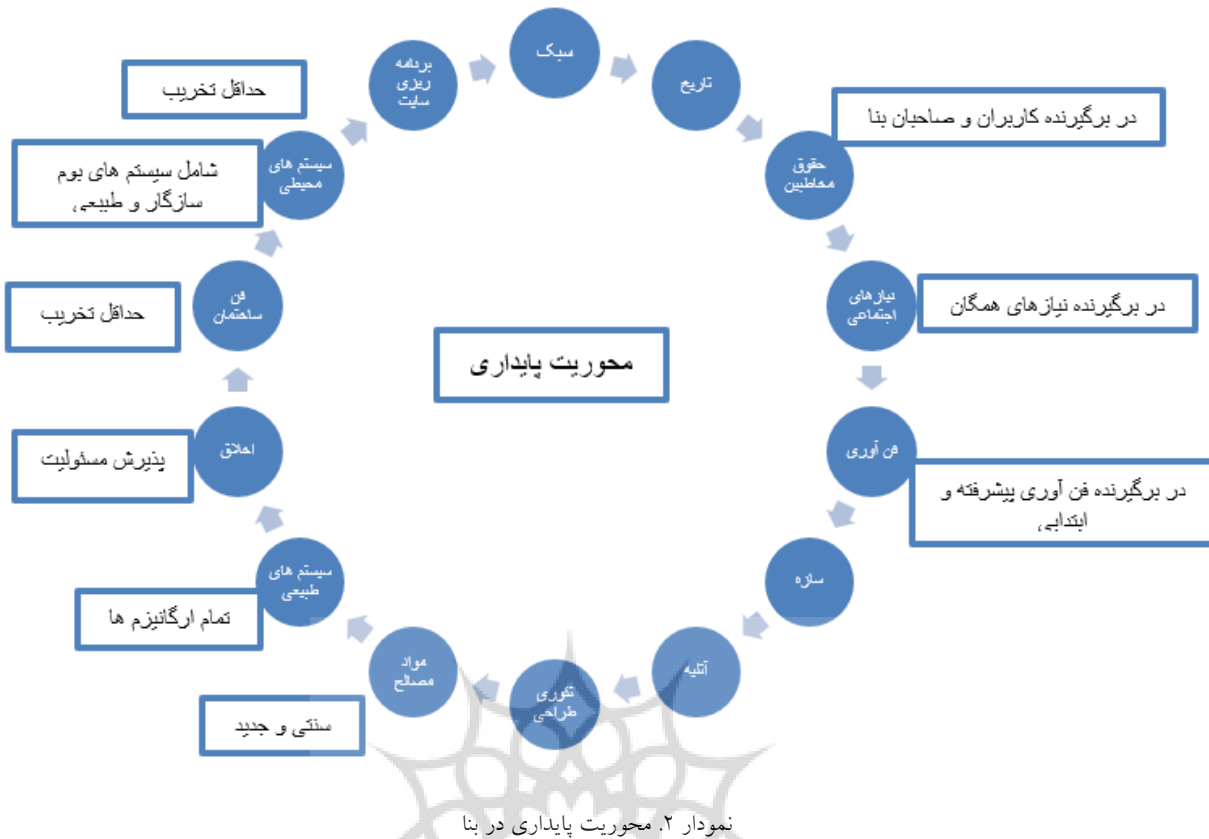 سبک
تاریخ
در برگیرنده کاربران و صاحبان بنا
حقوق
مخاطبین
نیازهای
اجتماعی
در برگیرنده نیازهای همگان
فن آوری
در برگیرنده فن آوری پیشرفته و
ابتدایی
سازه
آتلیه
تئوری
طراحی
مواد
مصالح
سنتی و جدید
سیستم های
طبیعی
تمام ارگانیزم ها
اخلاق
پذیرش مسئولیت
فن
ساختمان
حداقل تخریب
سیستم های
محیطی
شامل سیستم های بوم
سازگار و طبیعی
حداقل تخریب
برنامه
ریزی
سایت
محوریت پایداری
نمودار ۲. محوریت پایداری در بنا